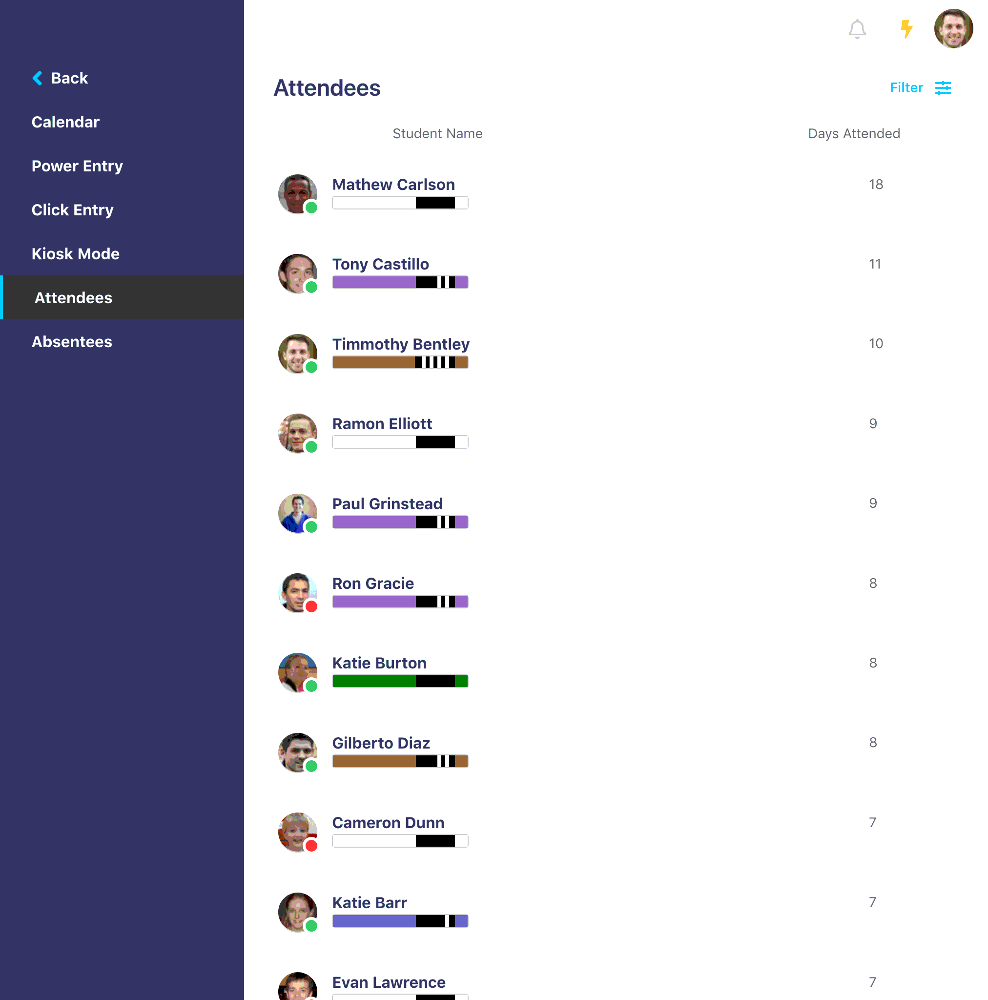 Back
Calendar
Power Entry
Click Entry
Kiosk Mode
Attendees
Absentees
Attendees
Filter
Student Name Days Attended
Mathew Carlson 18
Tony Castillo 11
Timmothy Bentley 10
Ramon Elliott 9
Paul Grinstead 9
Ron Gracie 8
Katie Burton 8
Gilberto Diaz 8
Cameron Dunn 7
Katie Barr 7
Evan Lawrence 7